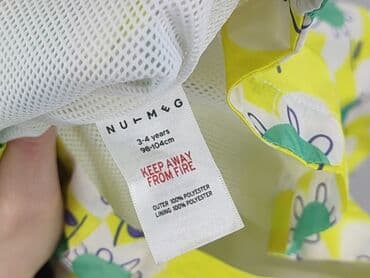 NUTMEG
3-4 years
98-104cm
KEEP AWAY
FROM FIRE
OUTER 100% POLYESTER
LINING 100% POLYESTER